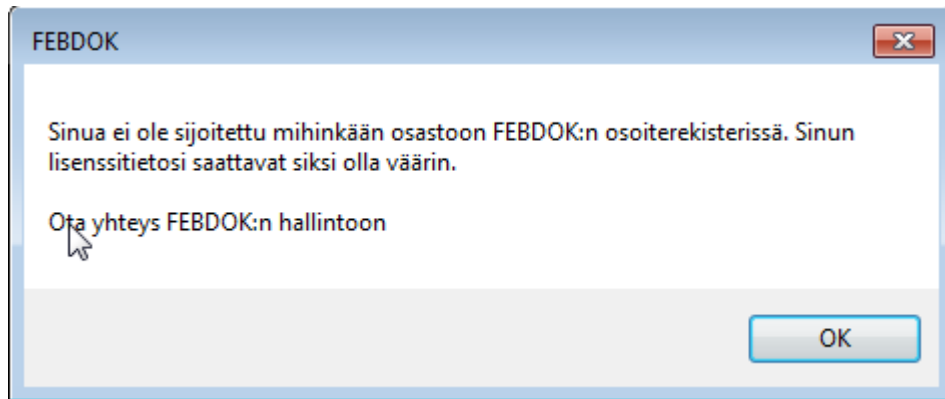 FEBDOK
Sinua ei ole sijoitettu mihinkään osastoon FEBDOK:n osoiterekisterissä. Sinun
lisenssitietosi saattavat siksi olla väärin.
Ota yhteys FEBDOK:n hallintoon
OK